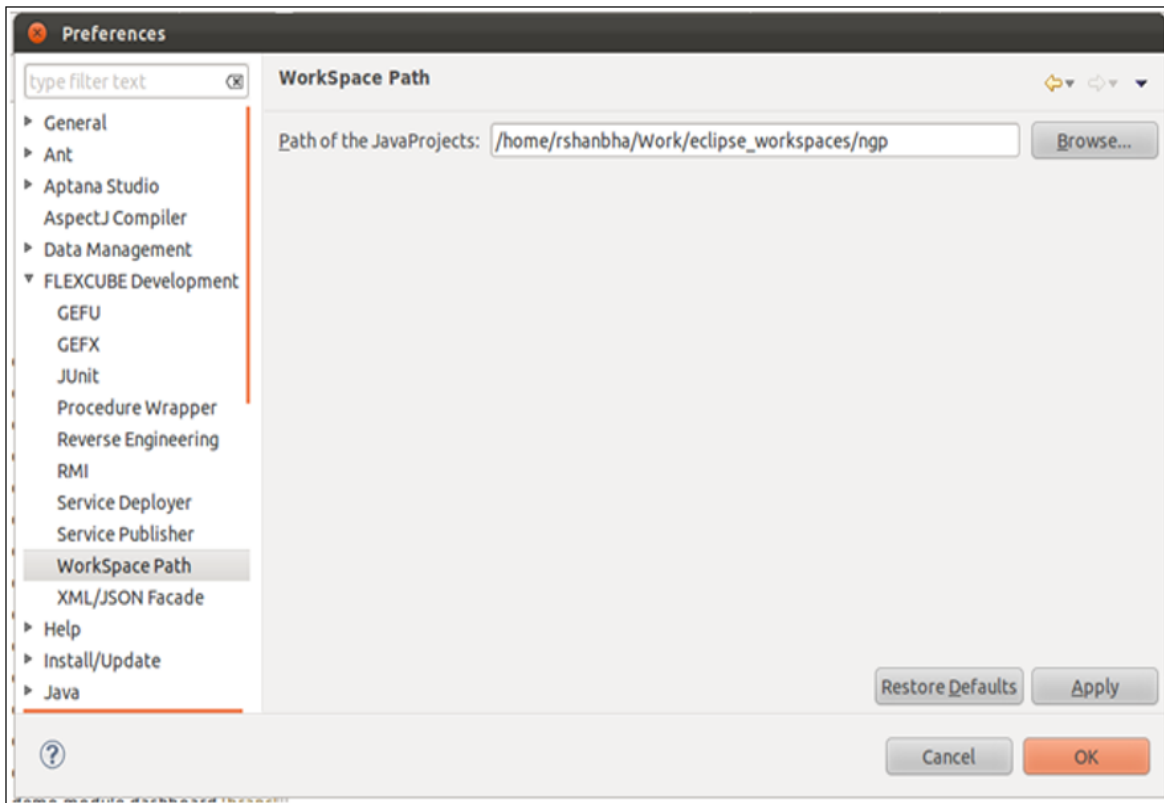 Preferences
type filter text
General
Ant
Aptana Studio
AspectJ Compiler
Data Management
FLEXCUBE Development
GEFU
GEFX
JUnit
Procedure Wrapper
Reverse Engineering
RMI
Service Deployer
Service Publisher
WorkSpace Path
XML/JSON Facade
Help
Install/Update
Java
WorkSpace Path
Path of the JavaProjects: /home/rshanbha/Work/eclipse_workspaces/ngp Browse...
Restore Defaults Apply
? Cancel OK